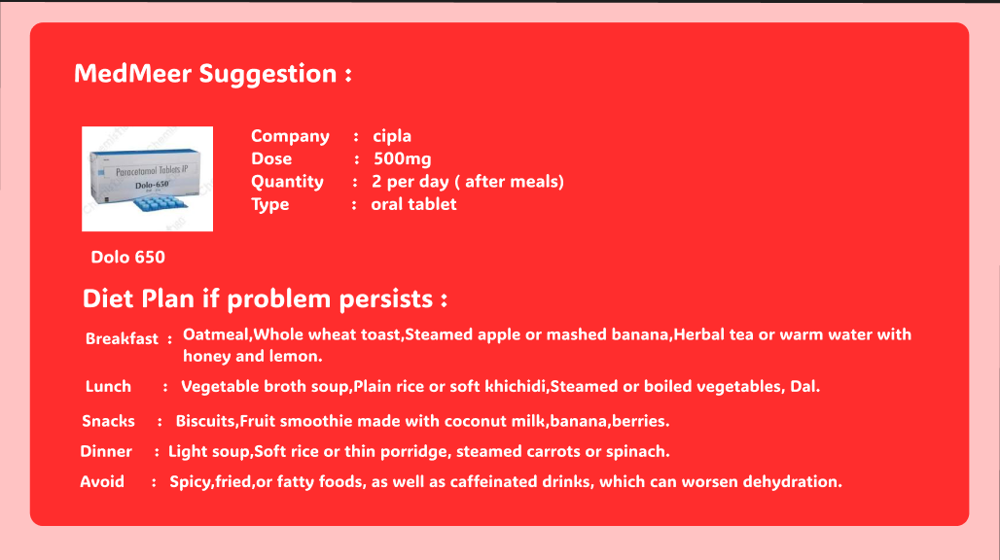 MedMeer Suggestion :
Company : cipla
Dose : 500mg
Quantity : 2 per day ( after meals)
Type : oral tablet
Paracetamol Tablets IP
Dolo-650
Dolo 650
Diet Plan if problem persists :
Breakfast : Oatmeal,Whole wheat toast,Steamed apple or mashed banana,Herbal tea or warm water with
honey and lemon.
Lunch : Vegetable broth soup,Plain rice or soft khichidi,Steamed or boiled vegetables, Dal.
Snacks : Biscuits,Fruit smoothie made with coconut milk,banana,berries.
Dinner : Light soup,Soft rice or thin porridge, steamed carrots or spinach.
Avoid : Spicy,fried,or fatty foods, as well as caffeinated drinks, which can worsen dehydration.